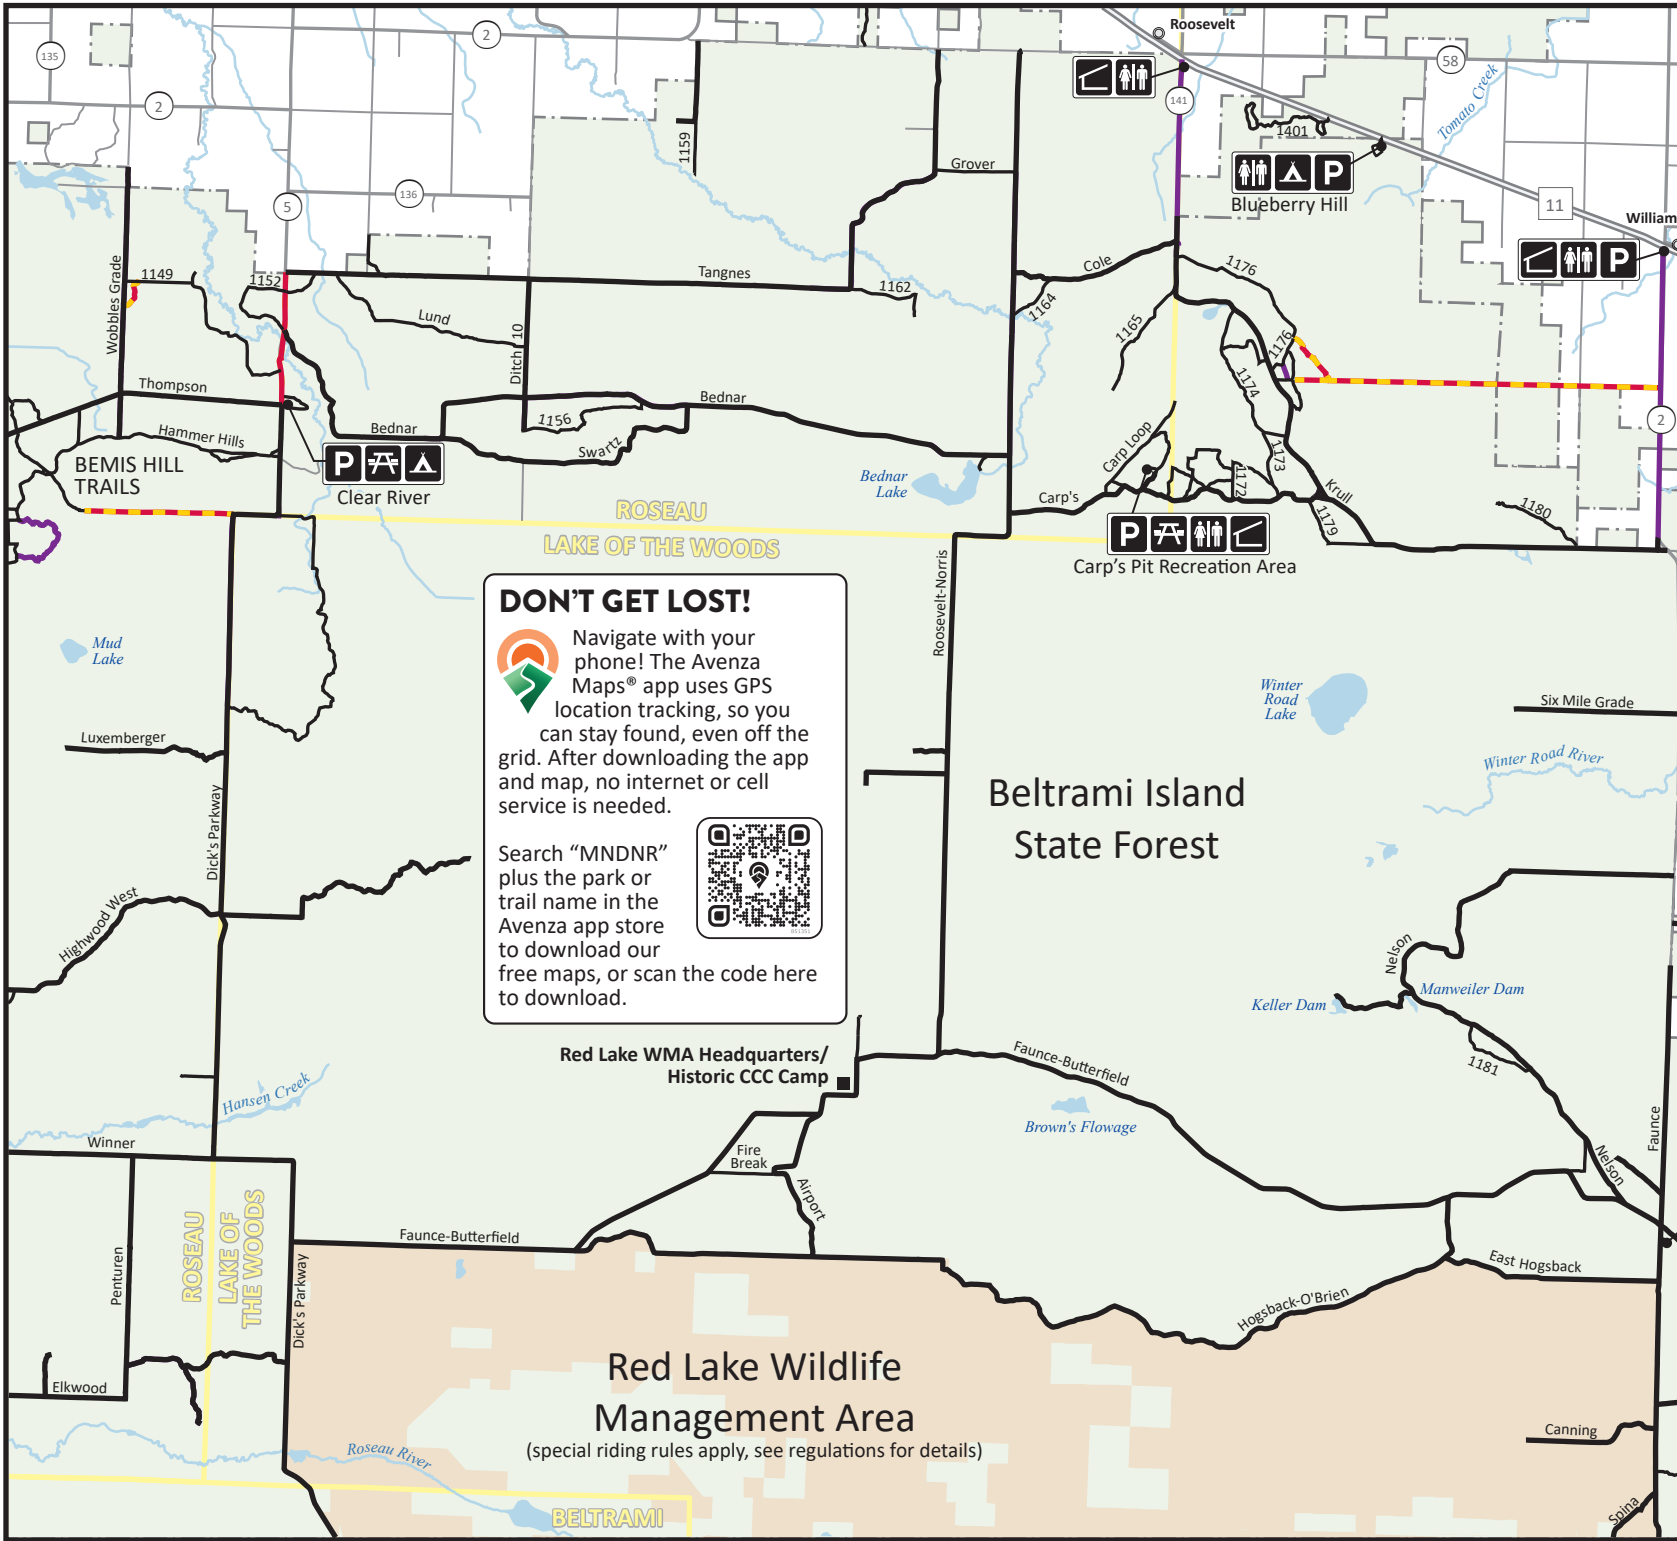 Roosevelt
135
2
58
2
141
Tomato Creek
1159
1401
Grover
136
5
Blueberry Hill
P
11
William
P
Wobbles Grade
1149
1152
Tangnes
1162
Cole
1176
1164
1165
Lund
Ditch 10
1176
1174
Thompson
Bednar
1156
Bednar
Swartz
Hammer Hills
2
Carp Loop
1173
BEMIS HILL
TRAILS
P
Clear River
Bednar
Lake
1172
Carp's
Krull
1179
1180
ROSEAU
LAKE OF THE WOODS
P
Carp's Pit Recreation Area
Roosevelt-Norris
DON'T GET LOST!
Navigate with your
phone! The Avenza
Maps® app uses GPS
location tracking, so you
can stay found, even off the
grid. After downloading the app
and map, no internet or cell
service is needed.
Search “MNDNR”
plus the park or
trail name in the
Avenza app store
to download our
free maps, or scan the code here
to download.
Mud
Lake
Winter
Road
Lake
Six Mile Grade
Luxemberger
Winter Road River
Dick's Parkway
Beltrami Island
State Forest
Highwood West
Nelson
Keller Dam
Manweiler Dam
Red Lake WMA Headquarters/
Historic CCC Camp
Faunce-Butterfield
1181
Hansen Creek
Brown's Flowage
Winner
Fire
Break
Faunce
Nelson
Airport
ROSEAU
LAKE OF
THE WOODS
Faunce-Butterfield
Penturen
Dick's Parkway
East Hogsback
Hogsback-O'Brien
Elkwood
Red Lake Wildlife
Management Area
(special riding rules apply, see regulations for details)
Canning
Roseau River
BELTRAMI
Spina